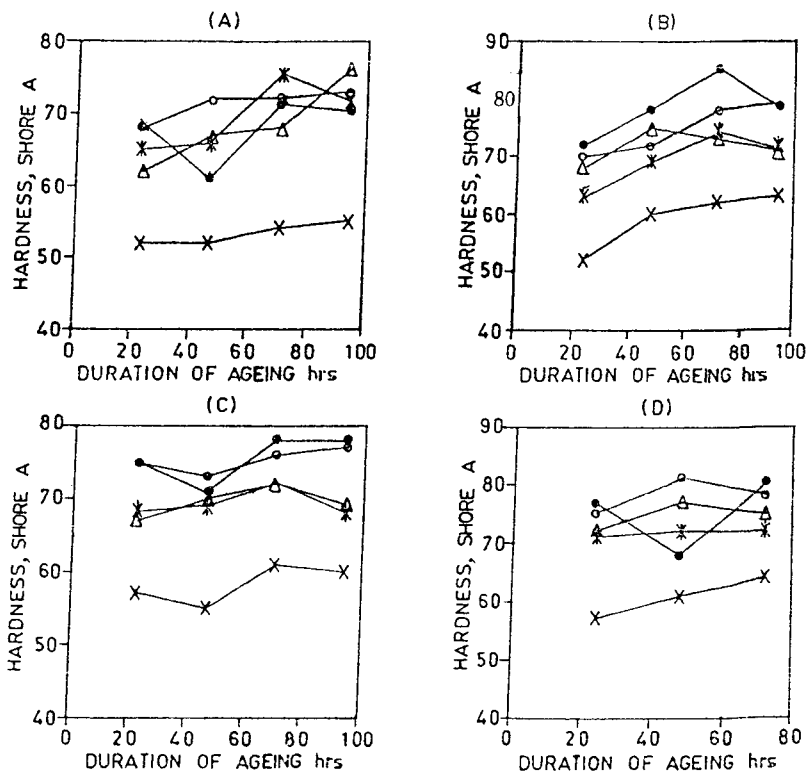 (A)
80
70
60
50
40
0 20 40 60 80 100
HARDNESS, SHORE A
DURATION OF AGEING hrs
(B)
90
80
70
60
50
40
0 20 40 60 80 100
HARDNESS, SHORE A
DURATION OF AGEING hrs
(C)
80
70
60
50
40
0 20 40 60 80 100
HARDNESS, SHORE A
DURATION OF AGEING hrs
(D)
90
80
70
60
50
40
0 20 40 60 80
HARDNESS, SHORE A
DURATION OF AGEING hrs